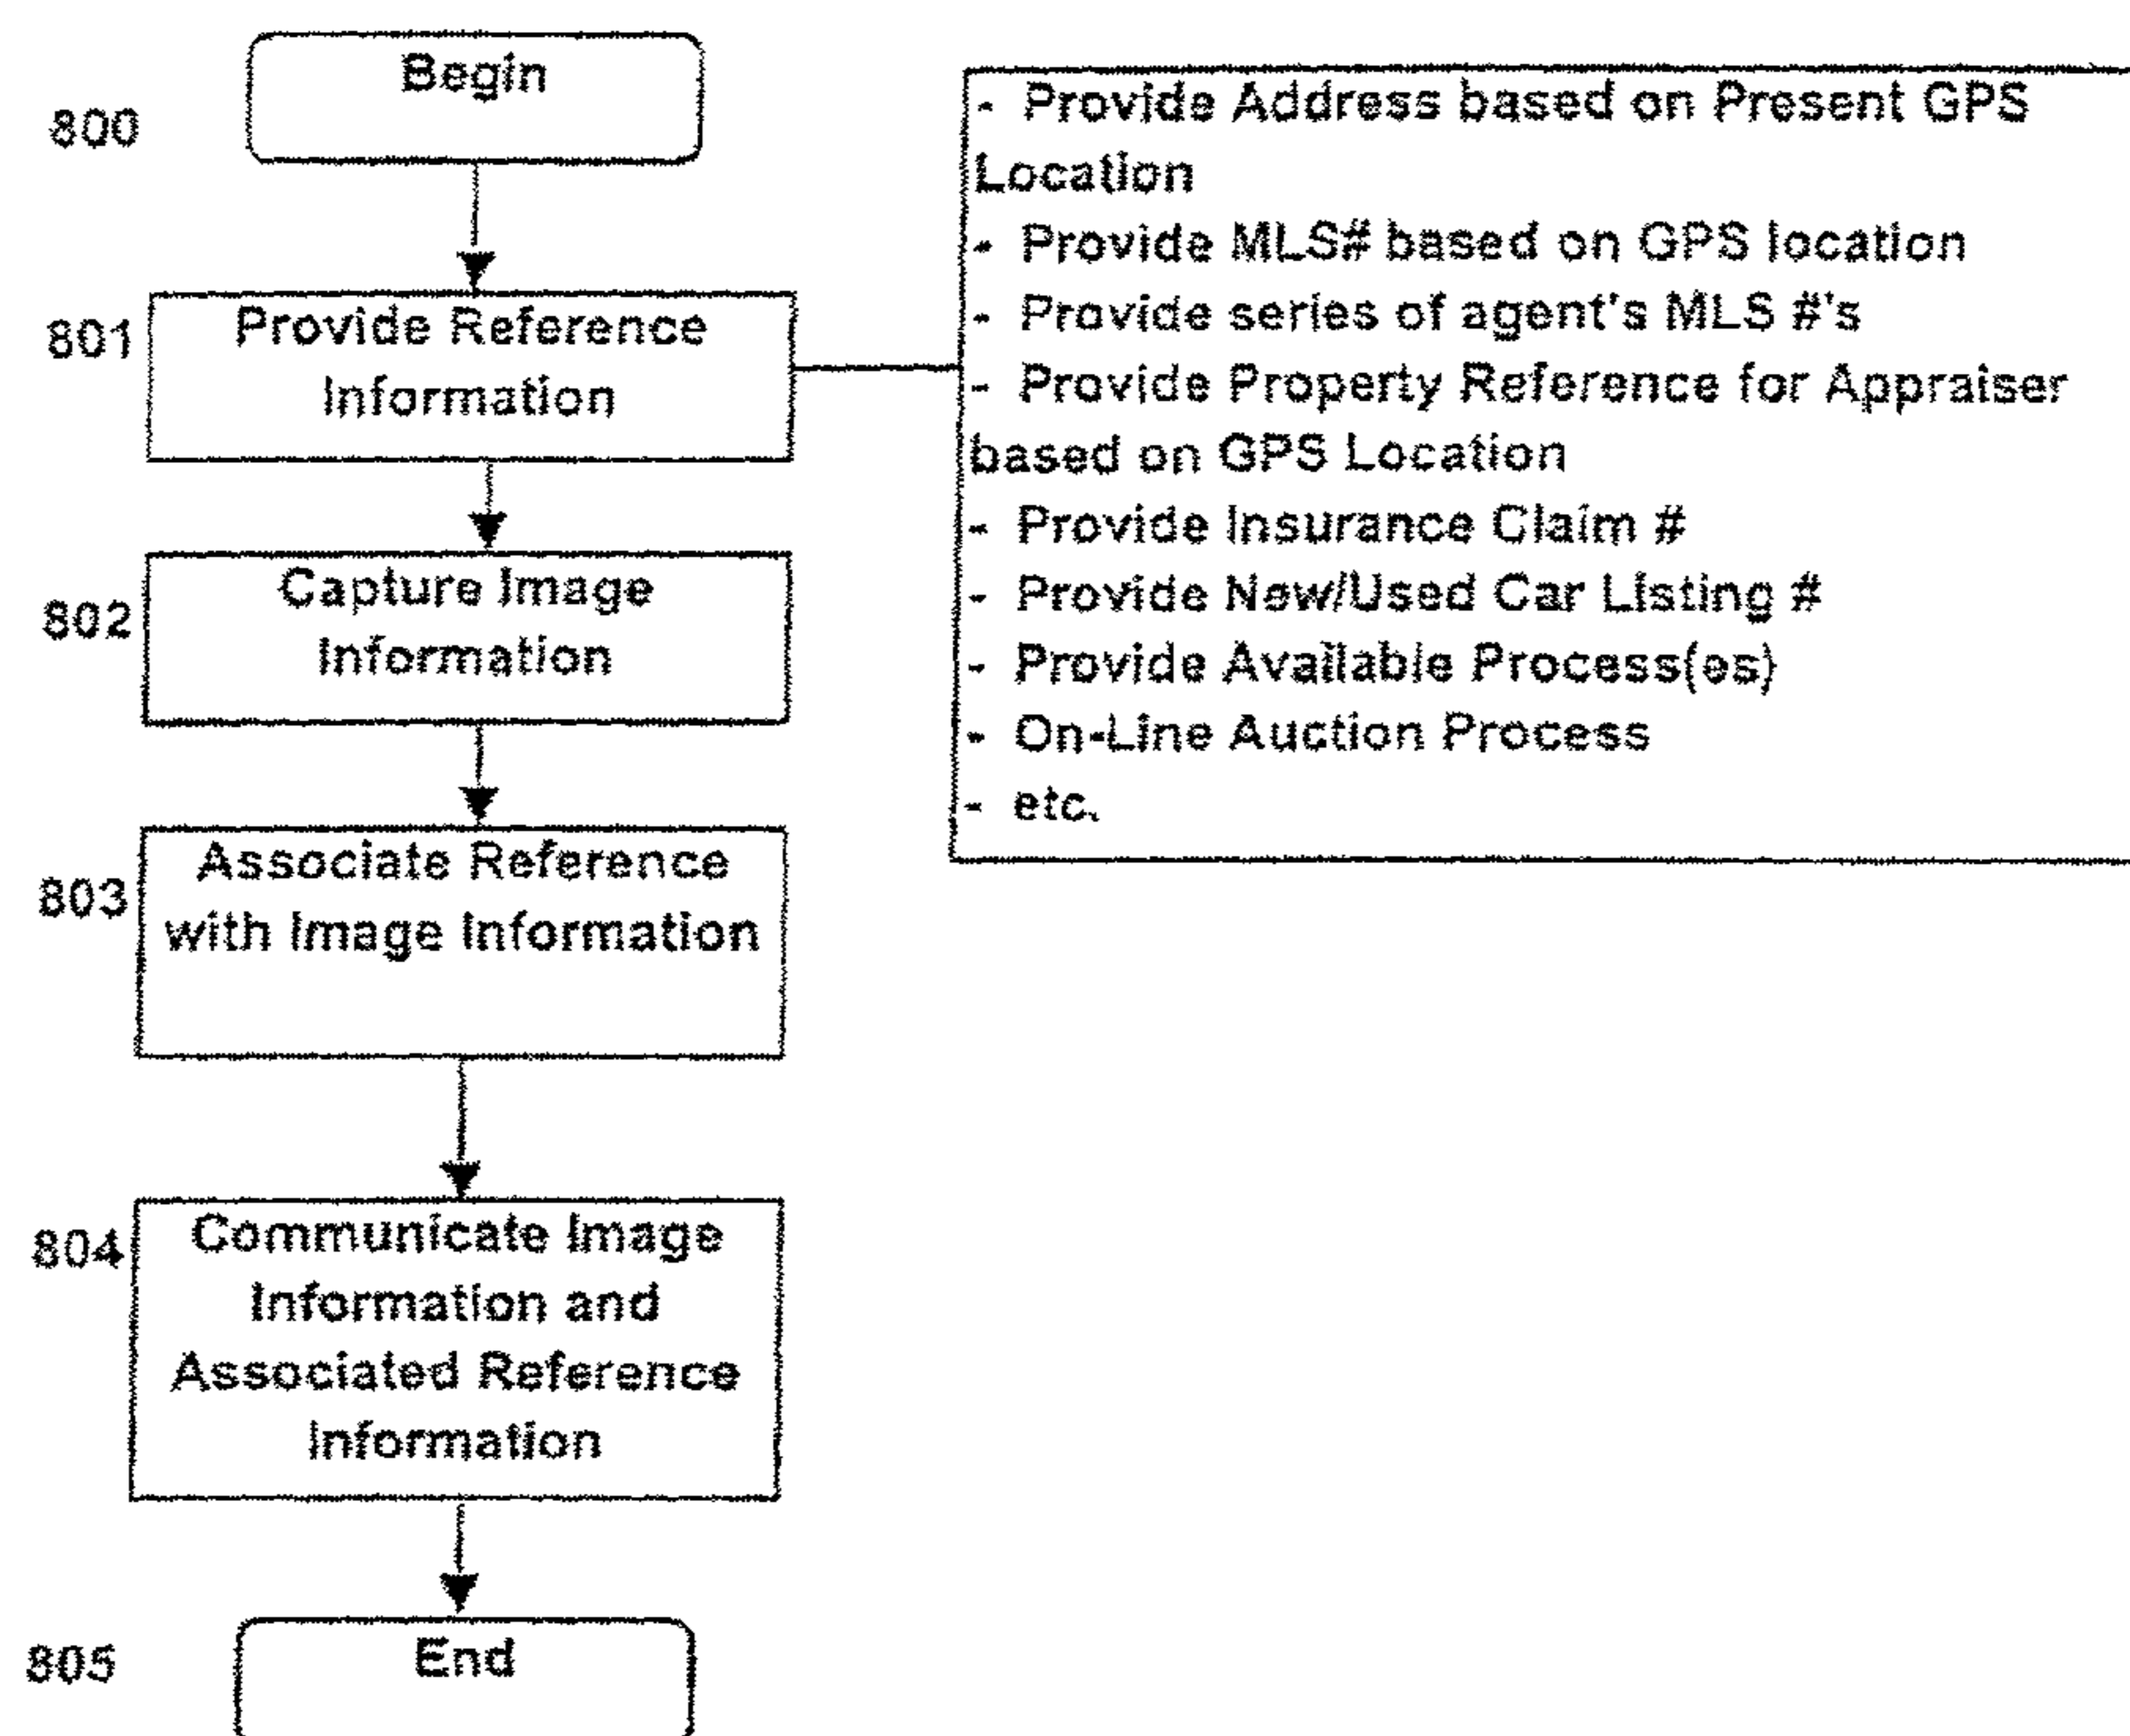 Begin
800
801
Provide Reference
Information
802
Capture Image
Information
803
Associate Reference
with Image Information
804
Communicate Image
Information and
Associated Reference
Information
805
End
- Provide Address based on Present GPS
Location
- Provide MLS# based on GPS location
- Provide series of agent's MLS #'s
- Provide Property Reference for Appraiser
based on GPS Location
- Provide Insurance Claim #
- Provide New/Used Car Listing #
- Provide Available Process(es)
- On-Line Auction Process
- etc.